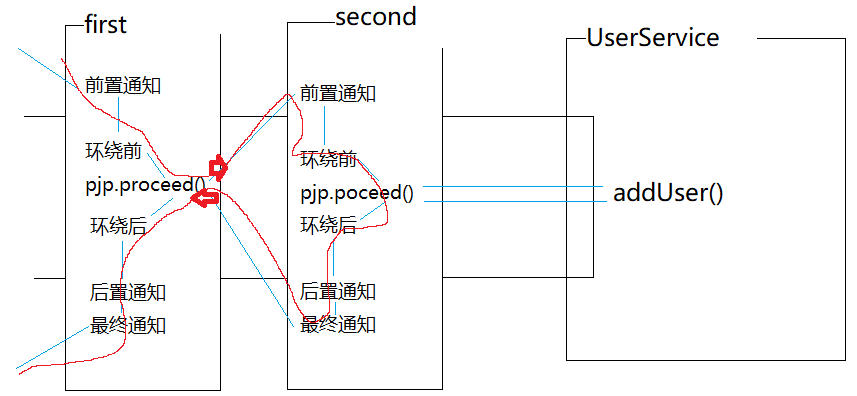 first
前置通知
环绕前
pjp.proceed()
环绕后
后置通知
最终通知
second
前置通知
环绕前
pjp.poceed()
环绕后
后置通知
最终通知
UserService
addUser()